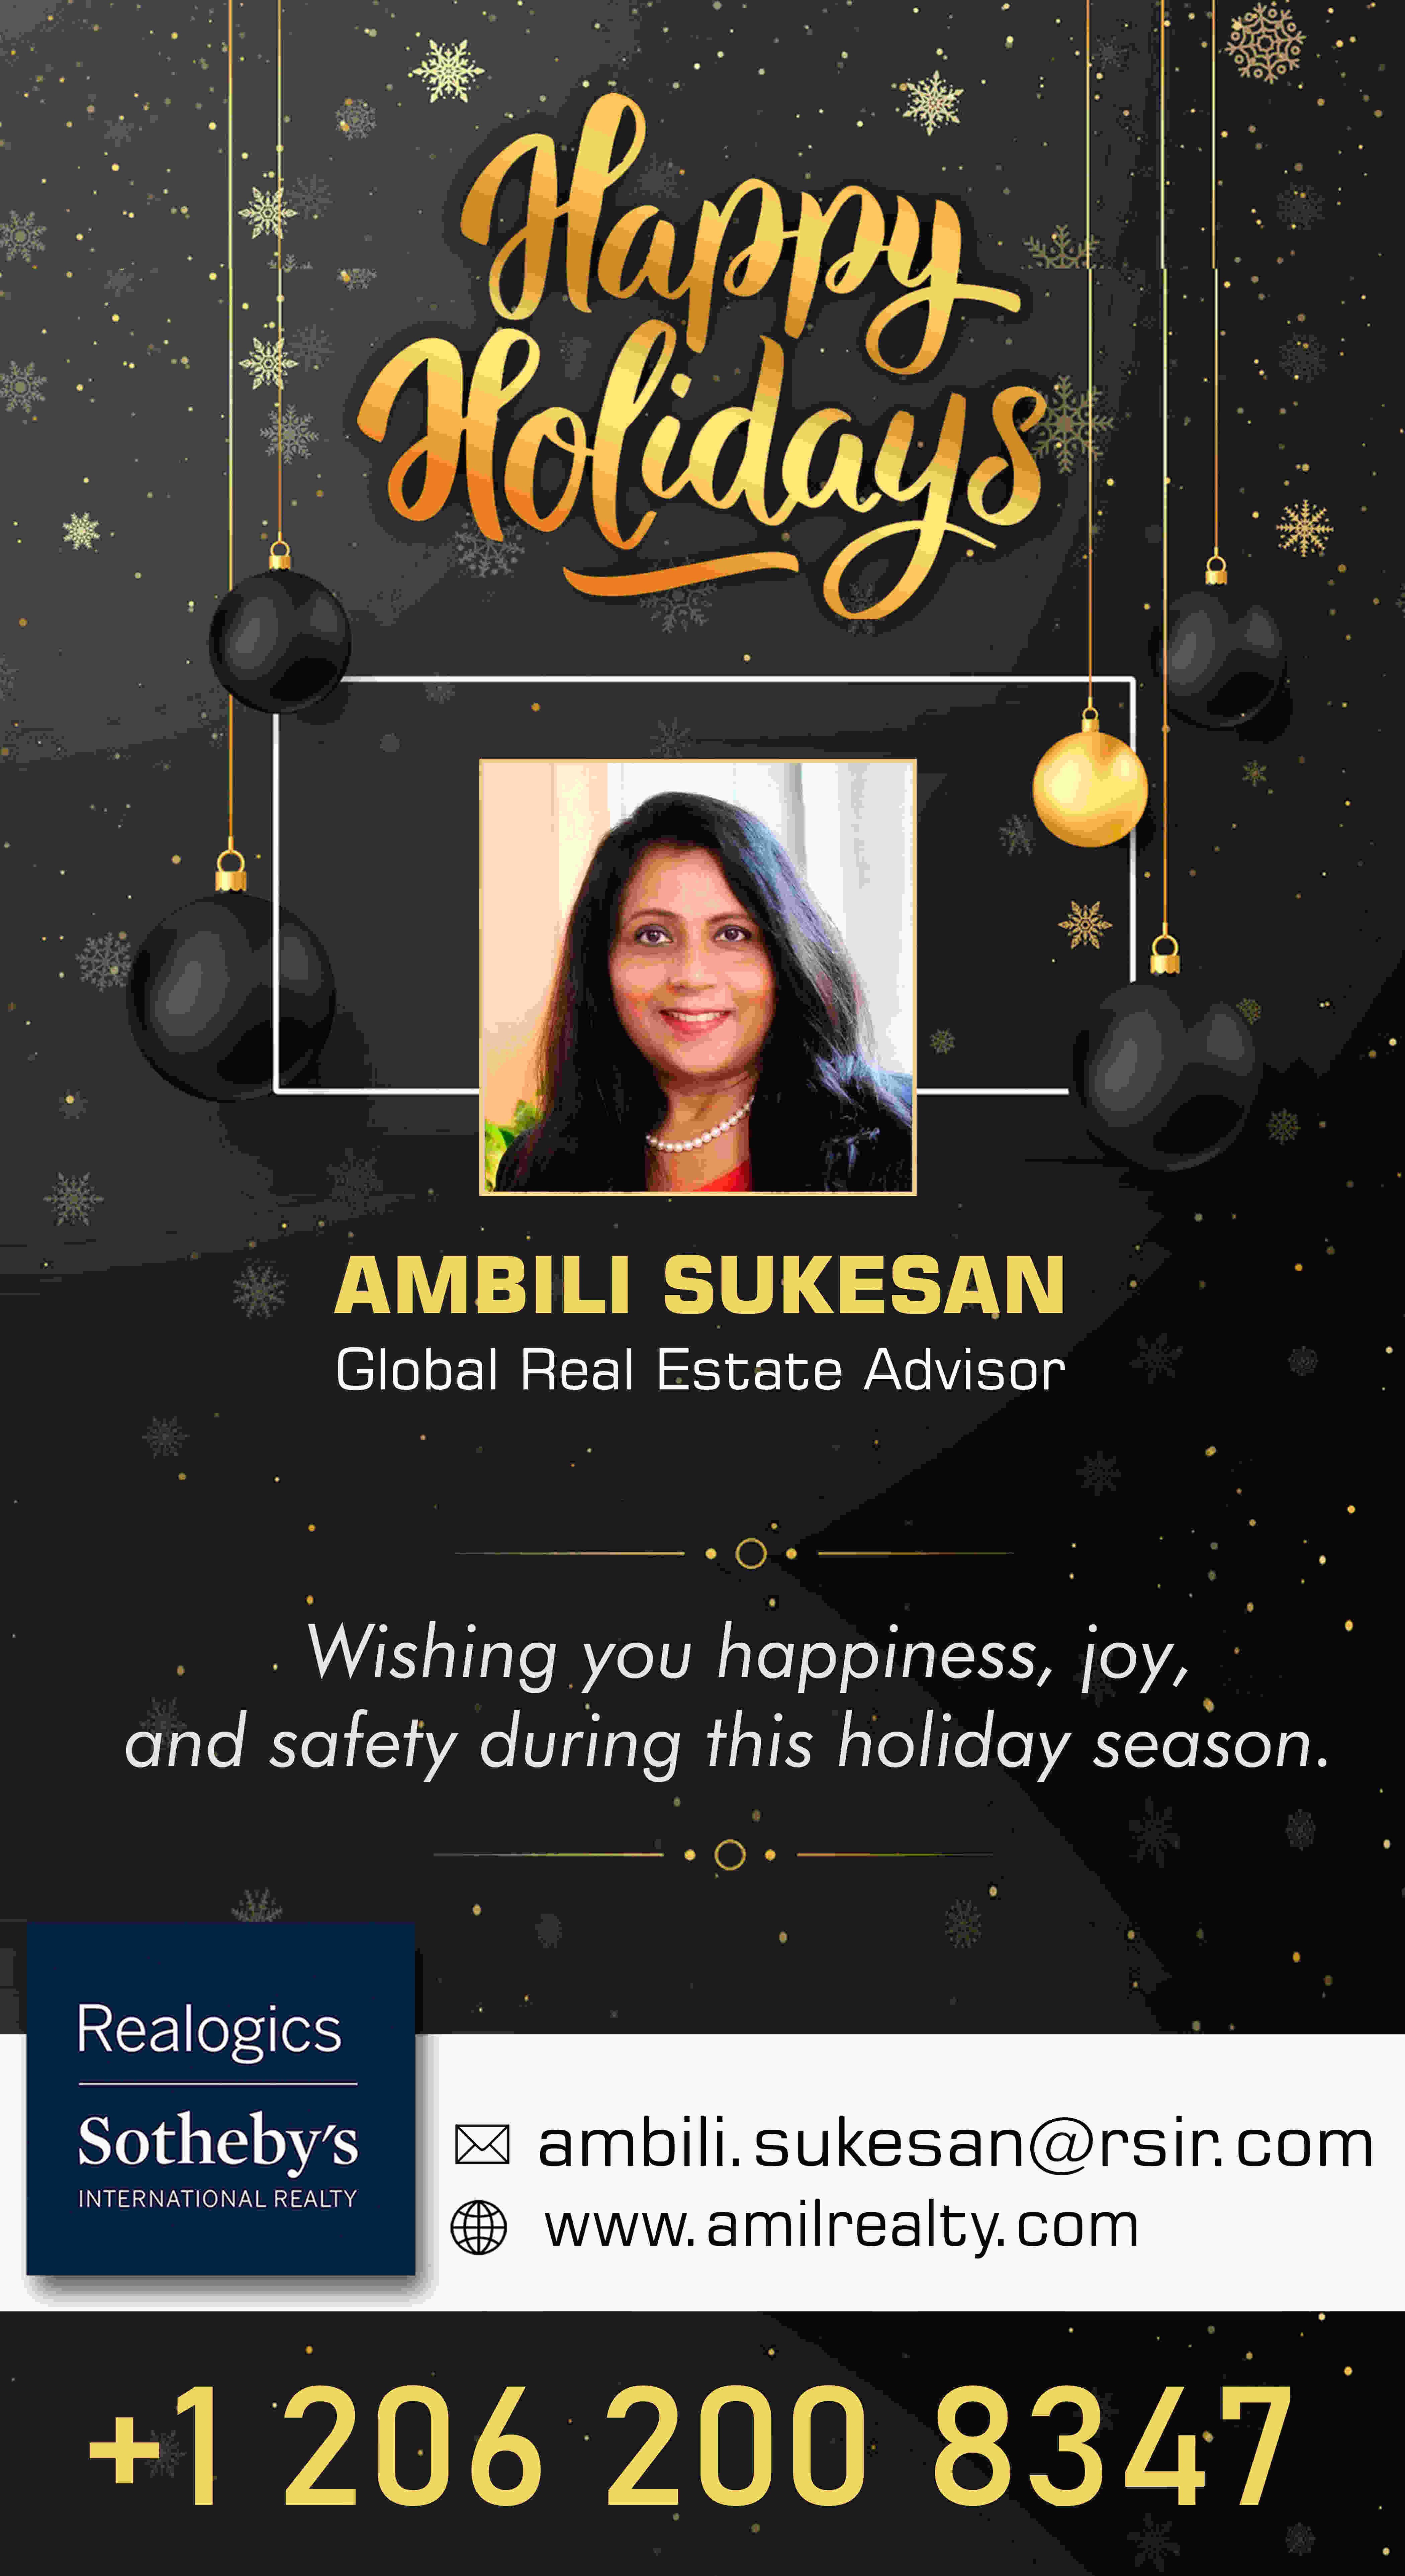 Happy
Holidays
AMBILI SUKESAN
Global Real Estate Advisor
Wishing you happiness, joy,
and safety during this holiday season.
Realogics
Sotheby's
INTERNATIONAL REALTY
ambili.sukesan@rsir.com
www.amilrealty.com
+1 206 200 8347